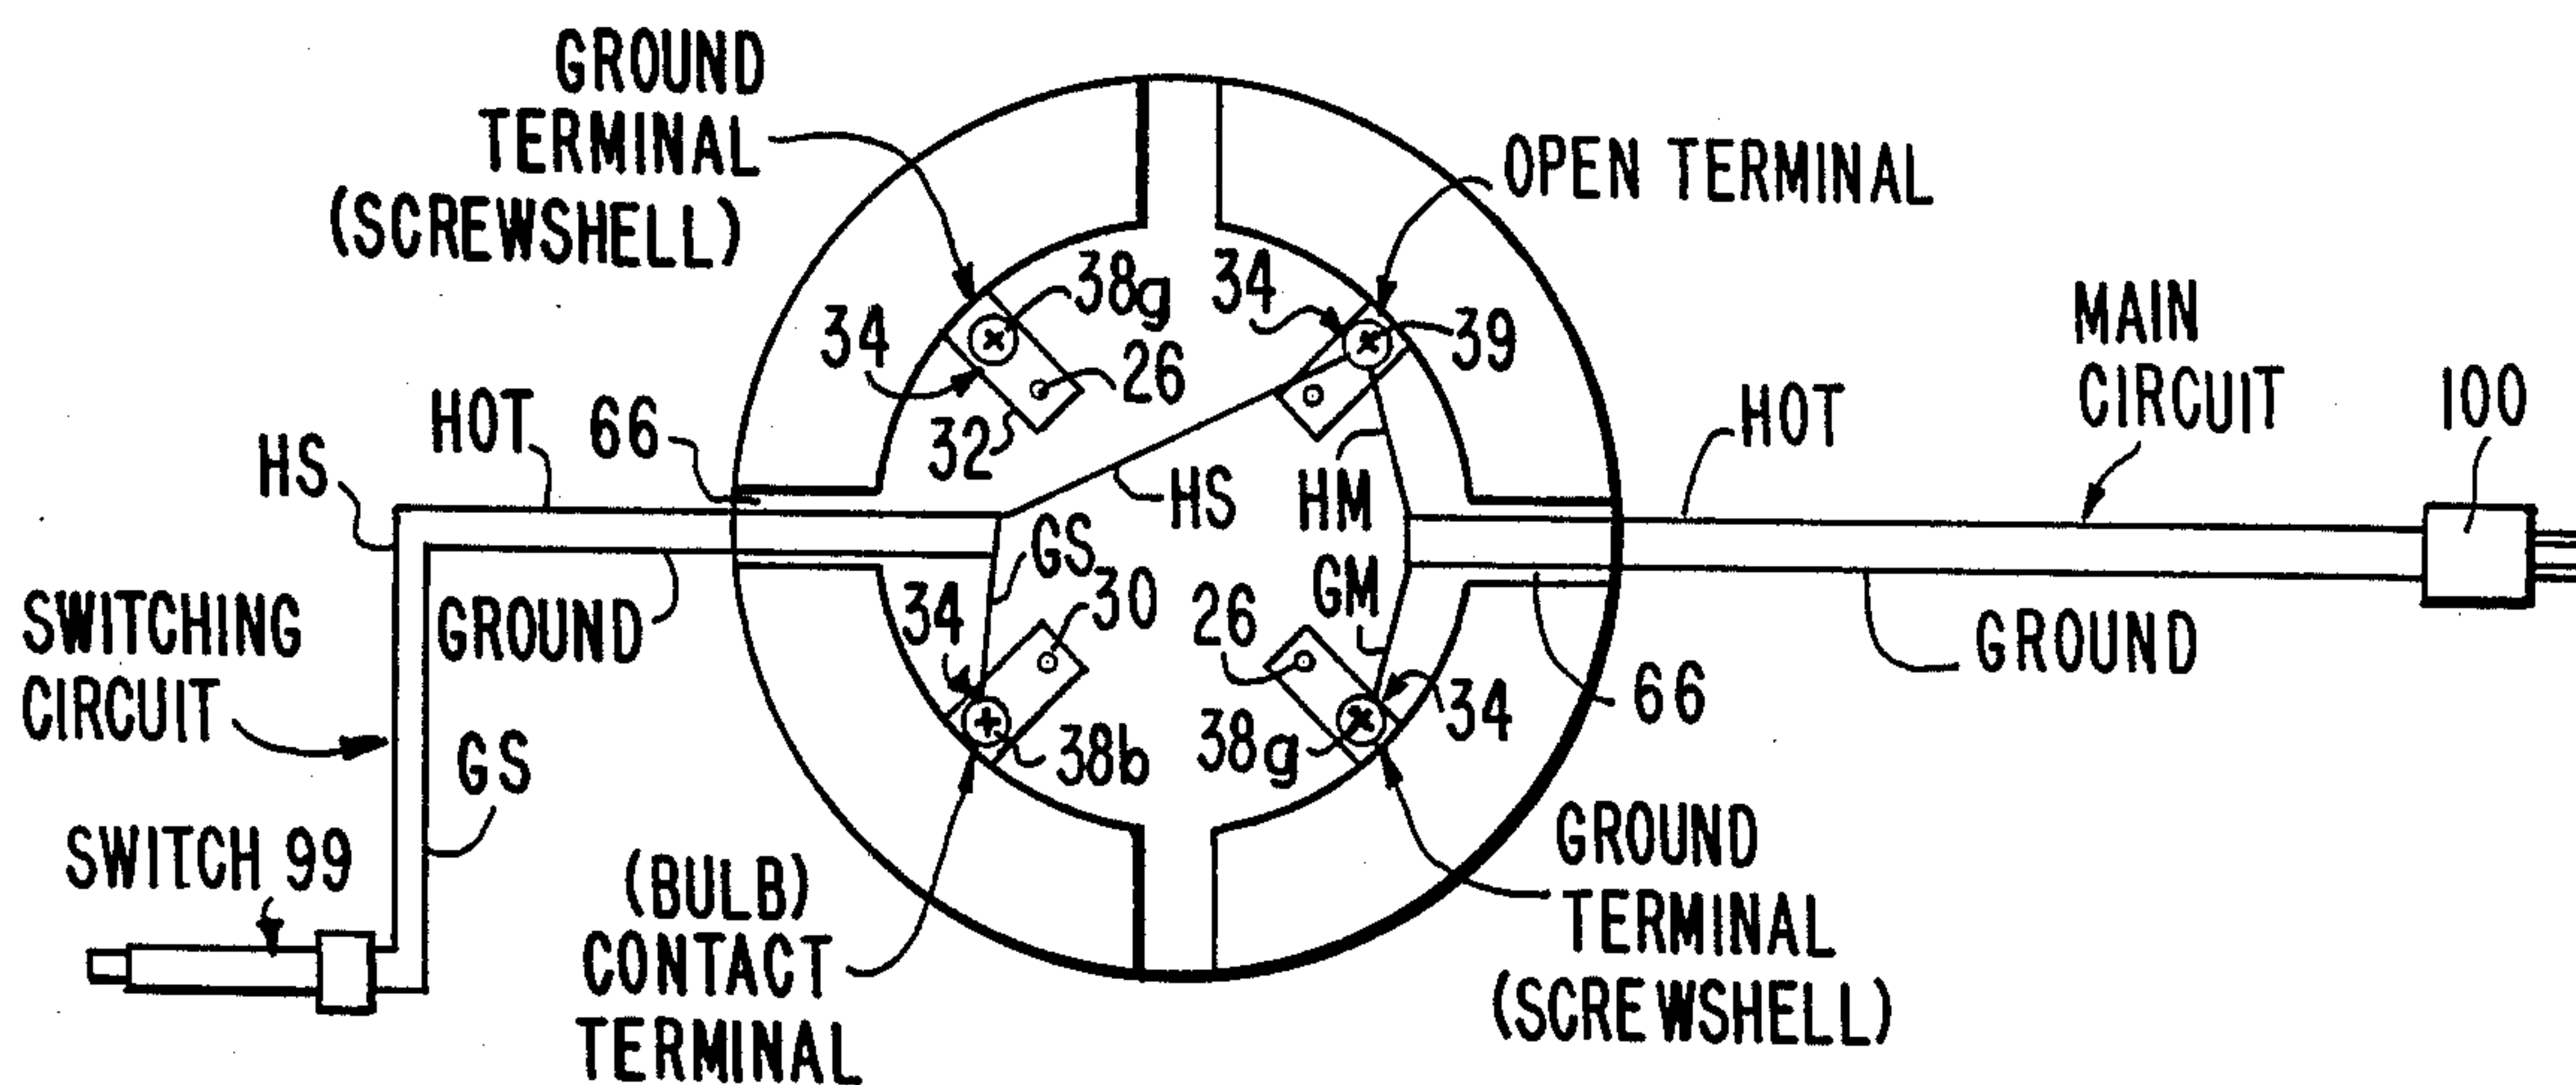 GROUND
TERMINAL
(SCREWSHELL)
OPEN TERMINAL
38g
34
34
39
26
32
MAIN
CIRCUIT
100
HOT
HS
HOT
66
HS
HM
GS
GM
SWITCHING
CIRCUIT
GROUND
34
30
26
GROUND
66
34
38g
38b
GS
SWITCH 99
(BULB)
CONTACT
TERMINAL
GROUND
TERMINAL
(SCREWSHELL)